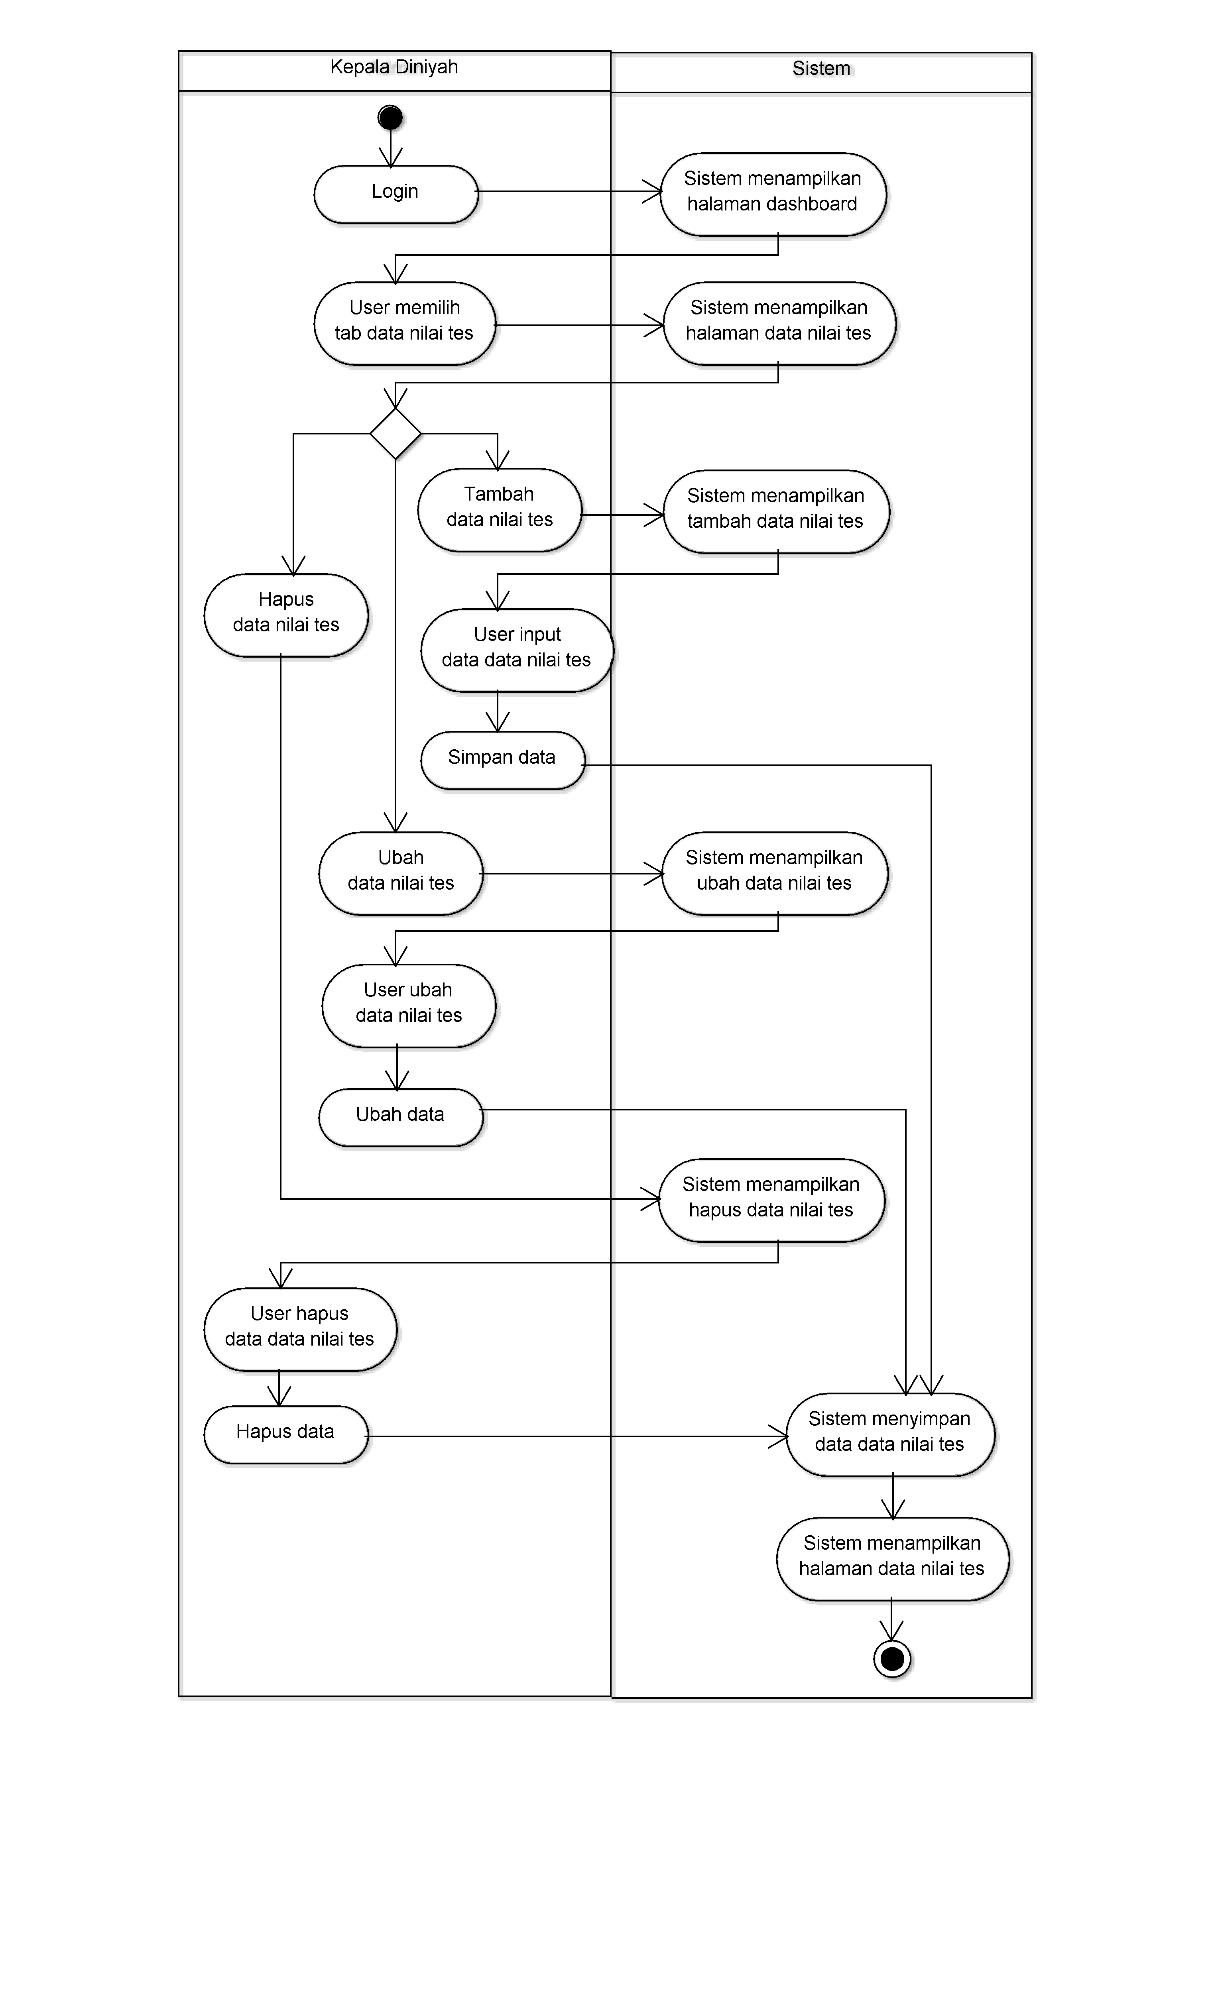 Kepala Diniyah
Sistem
Login
Sistem menampilkan
halaman dashboard
User memilih
tab data nilai tes
Sistem menampilkan
halaman data nilai tes
Tambah
data nilai tes
Sistem menampilkan
tambah data nilai tes
Hapus
data nilai tes
User input
data data nilai tes
Simpan data
Ubah
data nilai tes
Sistem menampilkan
ubah data nilai tes
User ubah
data nilai tes
Ubah data
Sistem menampilkan
hapus data nilai tes
User hapus
data data nilai tes
Hapus data
Sistem menyimpan
data data nilai tes
Sistem menampilkan
halaman data nilai tes